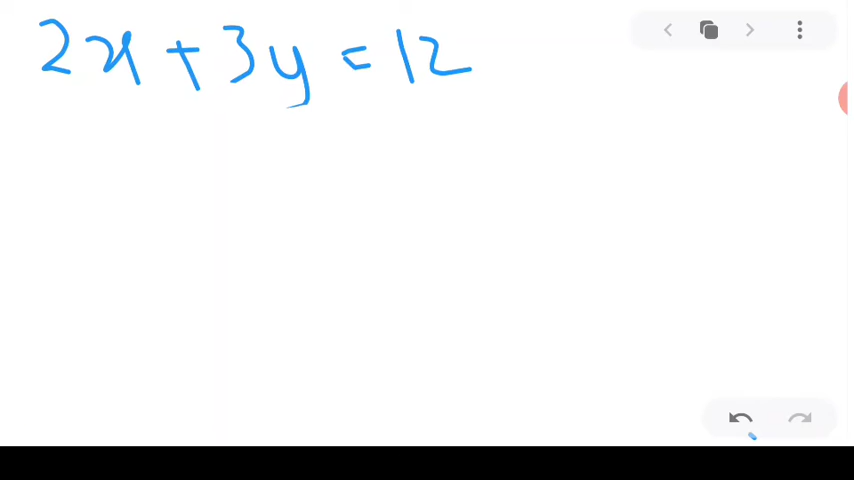 2x + 3y = 12